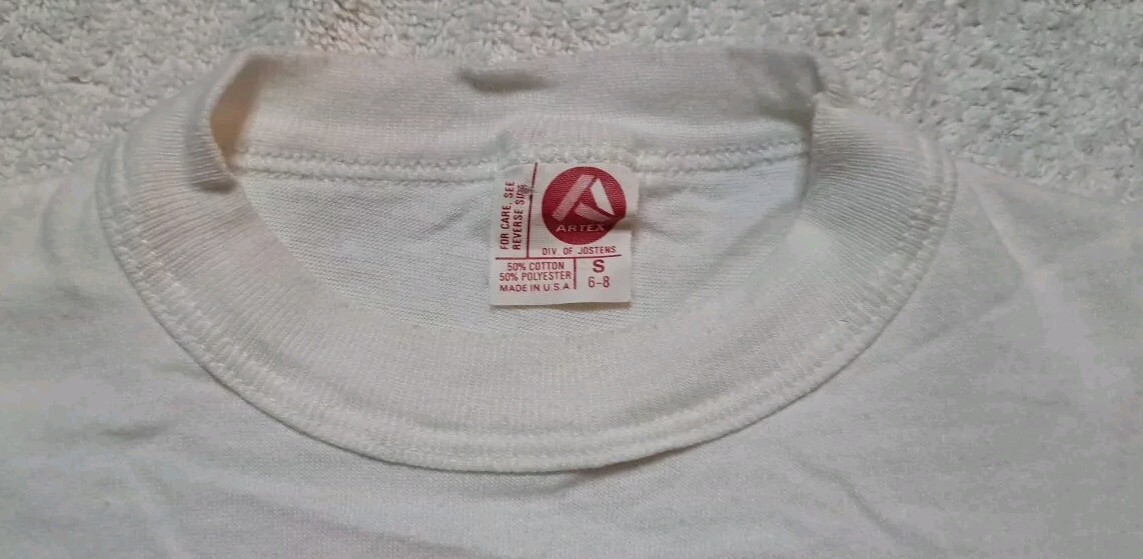 FOR CARE, SEE
REVERSE SIDE
ARTEX
DIV. OF JOSTENS
50% COTTON
50% POLYESTER
MADE IN U.S.A
S
6-8